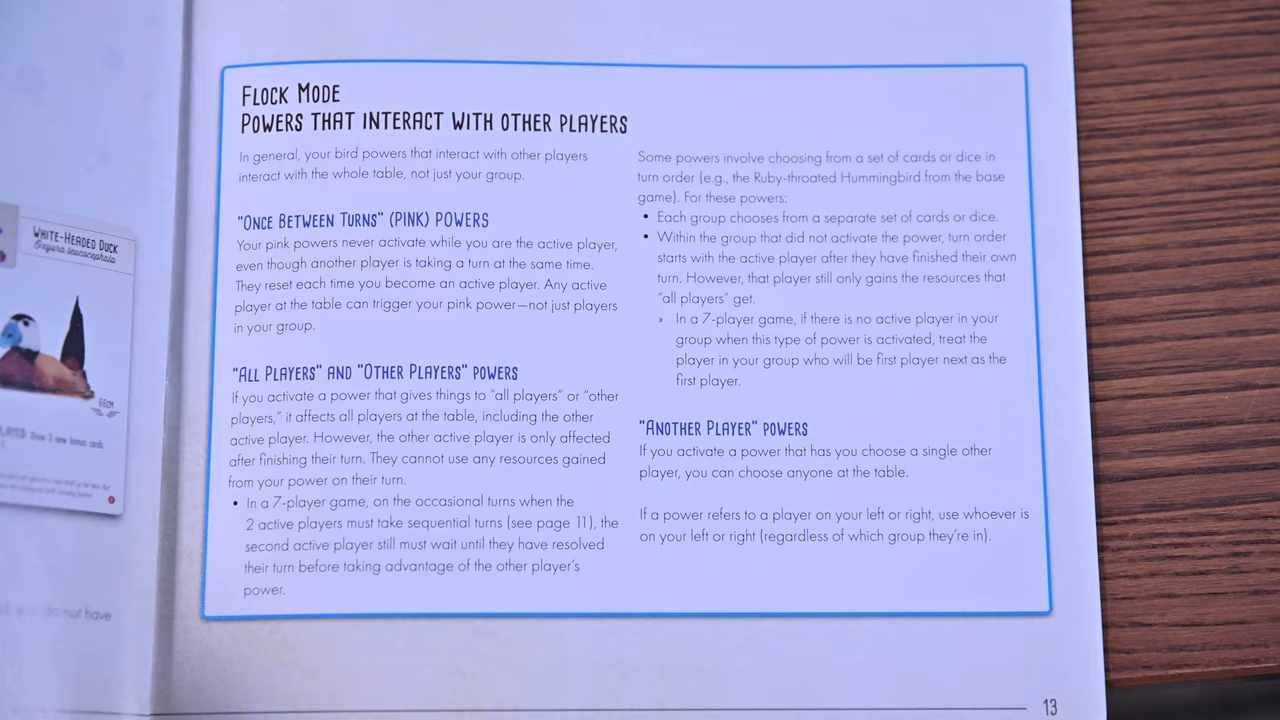 WHITE-HEADED DUCK
Oxyura leucocephala
66CM
Draw 3 new bonus cards
do not have
FLOCK MODE
POWERS THAT INTERACT WITH OTHER PLAYERS
In general, your bird powers that interact with other players
interact with the whole table, not just your group.
"ONCE BETWEEN TURNS" (PINK) POWERS
Your pink powers never activate while you are the active player,
even though another player is taking a turn at the same time.
They reset each time you become an active player. Any active
player at the table can trigger your pink power—not just players
in your group.
"ALL PLAYERS" AND "OTHER PLAYERS" POWERS
If you activate a power that gives things to "all players" or "other
players," it affects all players at the table, including the other
active player. However, the other active player is only affected
after finishing their turn. They cannot use any resources gained
from your power on their turn.
• In a 7-player game, on the occasional turns when the
2 active players must take sequential turns (see page 11), the
second active player still must wait until they have resolved
their turn before taking advantage of the other player's
power.
Some powers involve choosing from a set of cards or dice in
turn order (e.g., the Ruby-throated Hummingbird from the base
game). For these powers:
• Each group chooses from a separate set of cards or dice.
• Within the group that did not activate the power, turn order
starts with the active player after they have finished their own
turn. However, that player still only gains the resources that
"all players" get.
» In a 7-player game, if there is no active player in your
group when this type of power is activated, treat the
player in your group who will be first player next as the
first player.
"ANOTHER PLAYER" POWERS
If you activate a power that has you choose a single other
player, you can choose anyone at the table.
If a power refers to a player on your left or right, use whoever is
on your left or right (regardless of which group they're in).
13